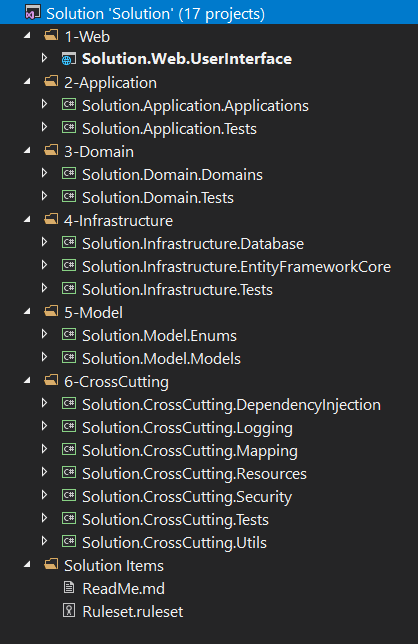 Solution 'Solution' (17 projects)
1-Web
Solution.Web.UserInterface
2-Application
C# Solution.Application.Applications
C# Solution.Application.Tests
3-Domain
C# Solution.Domain.Domains
C# Solution.Domain.Tests
4-Infrastructure
C# Solution.Infrastructure.Database
C# Solution.Infrastructure.EntityFrameworkCore
C# Solution.Infrastructure.Tests
5-Model
C# Solution.Model.Enums
C# Solution.Model.Models
6-CrossCutting
C# Solution.CrossCutting.DependencyInjection
C# Solution.CrossCutting.Logging
C# Solution.CrossCutting.Mapping
C# Solution.CrossCutting.Resources
C# Solution.CrossCutting.Security
C# Solution.CrossCutting.Tests
C# Solution.CrossCutting.Utils
Solution Items
ReadMe.md
Ruleset.ruleset